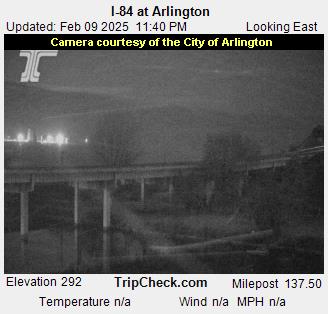 I-84 at Arlington
Updated: Feb 09 2025 11:40 PM Looking East
Camera courtesy of the City of Arlington
Elevation 292 TripCheck.com Milepost 137.50
Temperature n/a Wind n/a MPH n/a